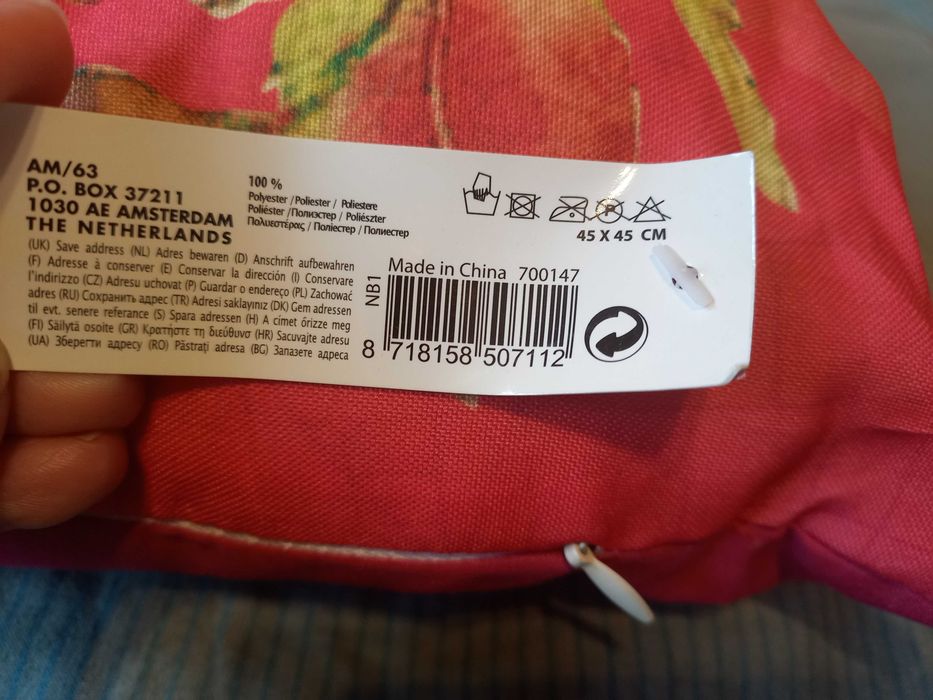 AM/63
P.O. BOX 37211
1030 AE AMSTERDAM
THE NETHERLANDS
(UK) Save address (NL) Adres bewaren (D) Anschrift aufbewahren
(F) Adresse à conserver (E) Conservar la dirección (I) Conservare
l'indirizzo (CZ) Adresu uchovat (P) Guardar o endereço (PL) Zachować
adres (RU) Сохранить адрес (TR) Adresi saklayiniz (DK) Gem adressen
til evt. senere referance (S) Spara adressen (H) A címet őrizze meg
(FI) Säilytä osoite (GR) Κρατήστε τη διεύθυνσ (HR) Sacuvajte adresu
(UA) Зберегти адресу (RO) Păstrați adresa (BG) Запазете адреса
100 %
Polyester /Poliester / Poliestere
Poliéster /Полиэстер / Poliészter
Πολυεστέρας / Поліестер / Полиестер
P
45 X 45 CM
NB1
Made in China 700147
8 718158 507112